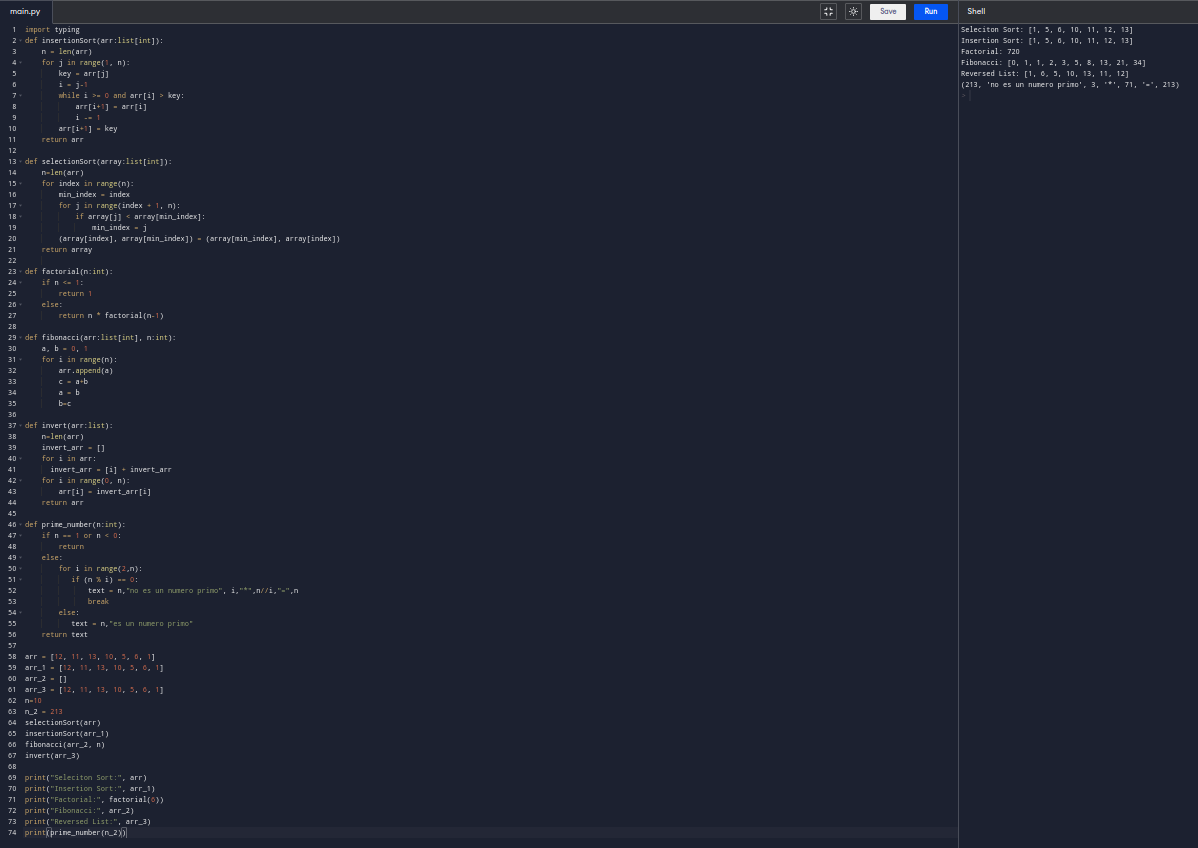 main.py
Save
Run
Shell
1 import typing
2 def insertionSort(arr:list[int]):
3     n = len(arr)
4     for j in range(1, n):
5         key = arr[j]
6         i = j-1
7         while i >= 0 and arr[i] > key:
8             arr[i+1] = arr[i]
9             i -= 1
10         arr[i+1] = key
11     return arr
12
13 def selectionSort(array:list[int]):
14     n=len(arr)
15     for index in range(n):
16         min_index = index
17         for j in range(index + 1, n):
18             if array[j] < array[min_index]:
19                 min_index = j
20         (array[index], array[min_index]) = (array[min_index], array[index])
21     return array
22
23 def factorial(n:int):
24     if n <= 1:
25         return 1
26     else:
27         return n * factorial(n-1)
28
29 def fibonacci(arr:list[int], n:int):
30     a, b = 0, 1
31     for i in range(n):
32         arr.append(a)
33         c = a+b
34         a = b
35         b=c
36
37 def invert(arr:list):
38     n=len(arr)
39     invert_arr = []
40     for i in arr:
41       invert_arr = [i] + invert_arr
42     for i in range(0, n):
43         arr[i] = invert_arr[i]
44     return arr
45
46 def prime_number(n:int):
47     if n == 1 or n < 0:
48         return
49     else:
50         for i in range(2,n):
51            if (n % i) == 0:
52                text = n,"no es un numero primo", i,"*",n//i,"=",n
53                break
54         else:
55            text = n,"es un numero primo"
56     return text
57
58 arr = [12, 11, 13, 10, 5, 6, 1]
59 arr_1 = [12, 11, 13, 10, 5, 6, 1]
60 arr_2 = []
61 arr_3 = [12, 11, 13, 10, 5, 6, 1]
62 n=10
63 n_2 = 213
64 selectionSort(arr)
65 insertionSort(arr_1)
66 fibonacci(arr_2, n)
67 invert(arr_3)
68
69 print("Seleciton Sort:", arr)
70 print("Insertion Sort:", arr_1)
71 print("Factorial:", factorial(6))
72 print("Fibonacci:", arr_2)
73 print("Reversed List:", arr_3)
74 print(prime_number(n_2))
Seleciton Sort: [1, 5, 6, 10, 11, 12, 13]
Insertion Sort: [1, 5, 6, 10, 11, 12, 13]
Factorial: 720
Fibonacci: [0, 1, 1, 2, 3, 5, 8, 13, 21, 34]
Reversed List: [1, 6, 5, 10, 13, 11, 12]
(213, 'no es un numero primo', 3, '*', 71, '=', 213)
>